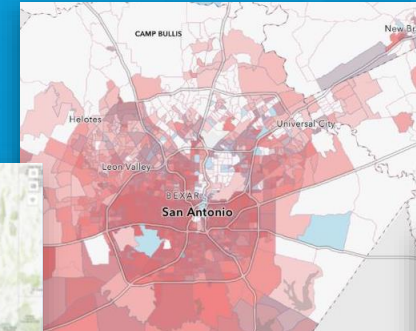 CAMP BULLIS
New Br
Helotes
Universal City
Leon Valley
BEXAR
San Antonio